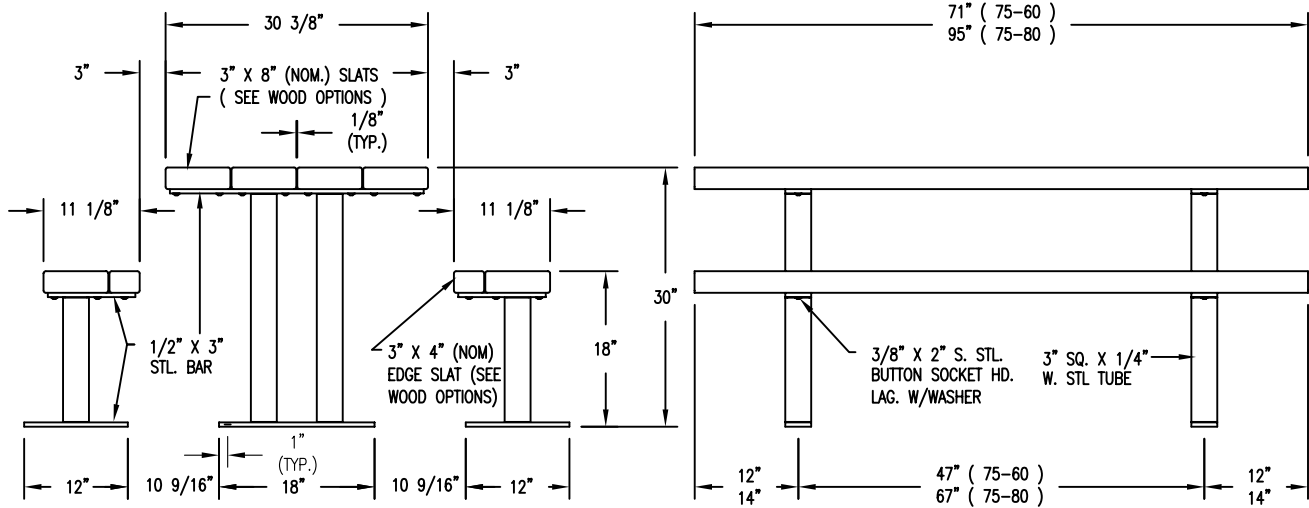 30 3/8"
71" ( 75-60 )
95" ( 75-80 )
3"
3" X 8" (NOM.) SLATS
( SEE WOOD OPTIONS )
3"
1/8"
(TYP.)
11 1/8"
11 1/8"
30"
18"
1/2" X 3"
STL. BAR
3" X 4" (NOM)
EDGE SLAT (SEE
WOOD OPTIONS)
3/8" X 2" S. STL.
BUTTON SOCKET HD.
LAG. W/WASHER
3" SQ. X 1/4"
W. STL TUBE
1"
(TYP.)
12"
10 9/16"
18"
10 9/16"
12"
12"
14"
47" ( 75-60 )
67" ( 75-80 )
12"
14"